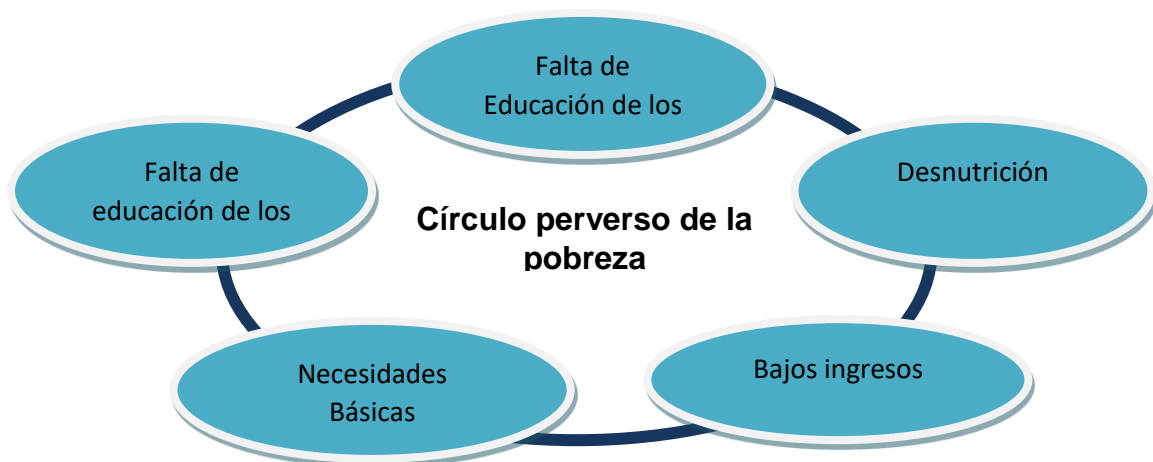 Falta de
Educación de los
Desnutrición
Bajos ingresos
Necesidades
Básicas
Falta de
educación de los
Círculo perverso de la
pobreza